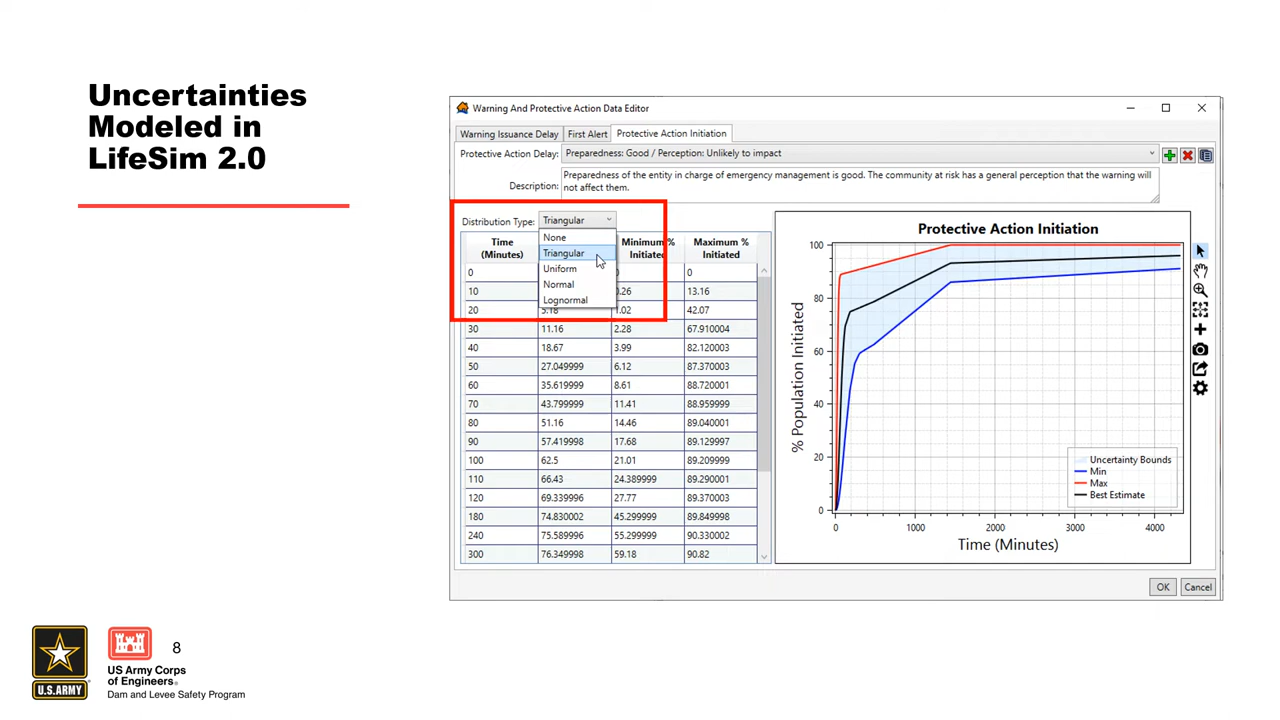 Uncertainties
Modeled in
LifeSim 2.0
Warning And Protective Action Data Editor
Warning Issuance Delay First Alert Protective Action Initiation
Protective Action Delay: Preparedness: Good / Perception: Unlikely to impact
Description: Preparedness of the entity in charge of emergency management is good. The community at risk has a general perception that the warning will
not affect them.
Distribution Type: Triangular
None
Triangular
Uniform
Normal
Lognormal
Time (Minutes) Minimum % Initiated Maximum % Initiated
0 0 0
10 0.26 13.16
20 5.18 1.02 42.07
30 11.16 2.28 67.910004
40 18.67 3.99 82.120003
50 27.049999 6.12 87.370003
60 35.619999 8.61 88.720001
70 43.799999 11.41 88.959999
80 51.16 14.46 89.040001
90 57.419998 17.68 89.129997
100 62.5 21.01 89.209999
110 66.43 24.389999 89.290001
120 69.339996 27.77 89.370003
180 74.830002 45.299999 89.849998
240 75.589996 55.299999 90.330002
300 76.349998 59.18 90.82
Protective Action Initiation
% Population Initiated
100
80
60
40
20
0
0 1000 2000 3000 4000
Time (Minutes)
Uncertainty Bounds
Min
Max
Best Estimate
OK Cancel
U.S.ARMY
US Army Corps
of Engineers®
Dam and Levee Safety Program
8